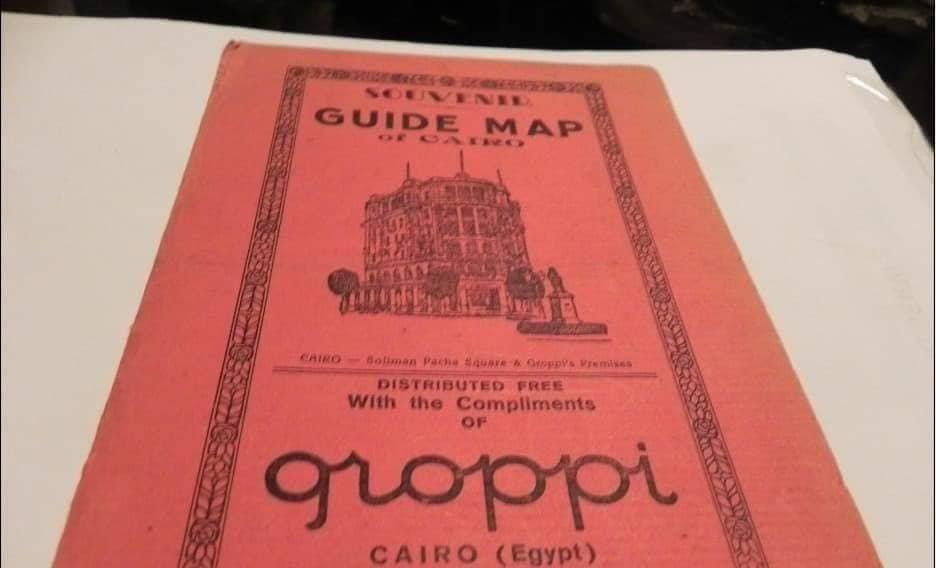 SOUVENIR
GUIDE MAP
OF CAIRO
CAIRO — Soliman Pacha Square & Groppi's Premises
DISTRIBUTED FREE
With the Compliments
OF
groppi
CAIRO (Egypt)